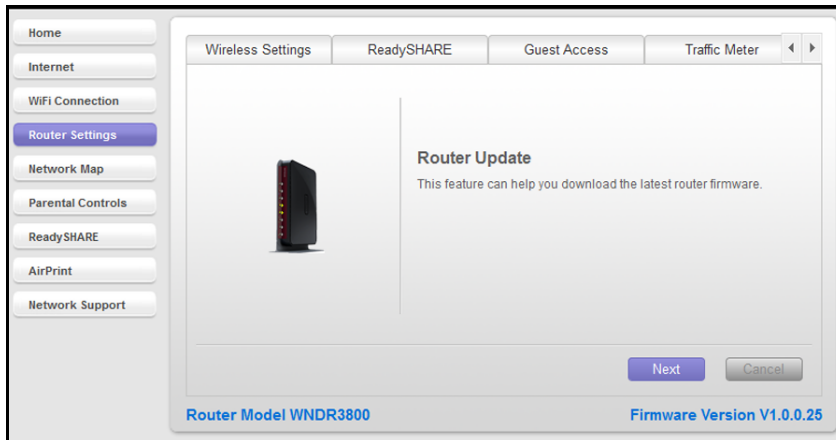 Home
Internet
WiFi Connection
Router Settings
Network Map
Parental Controls
ReadySHARE
AirPrint
Network Support
Wireless Settings
ReadySHARE
Guest Access
Traffic Meter
Router Update
This feature can help you download the latest router firmware.
Next
Cancel
Router Model WNDR3800
Firmware Version V1.0.0.25